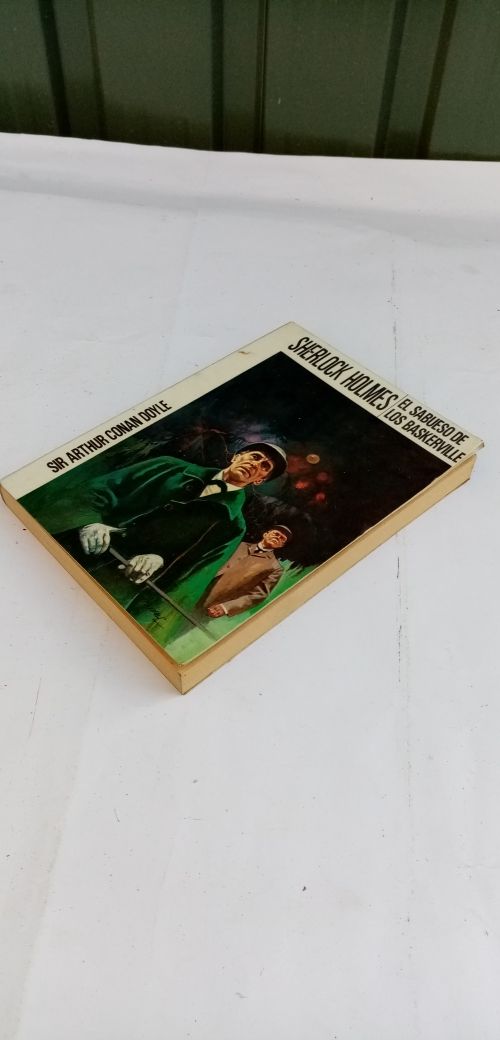 SHERLOCK HOLMES
EL SABUESO DE
LOS BASKERVILLE
SIR ARTHUR CONAN DOYLE